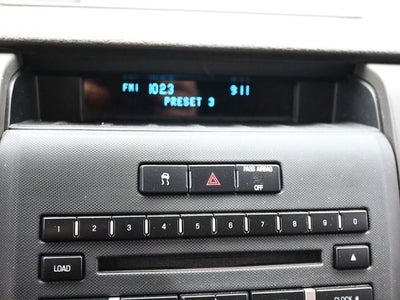 FM1 102.3 9:11
PRESET 3
PASS AIRBAG
OFF
1 2 3 4 5 6 7 8 9 0
LOAD
CLOCK